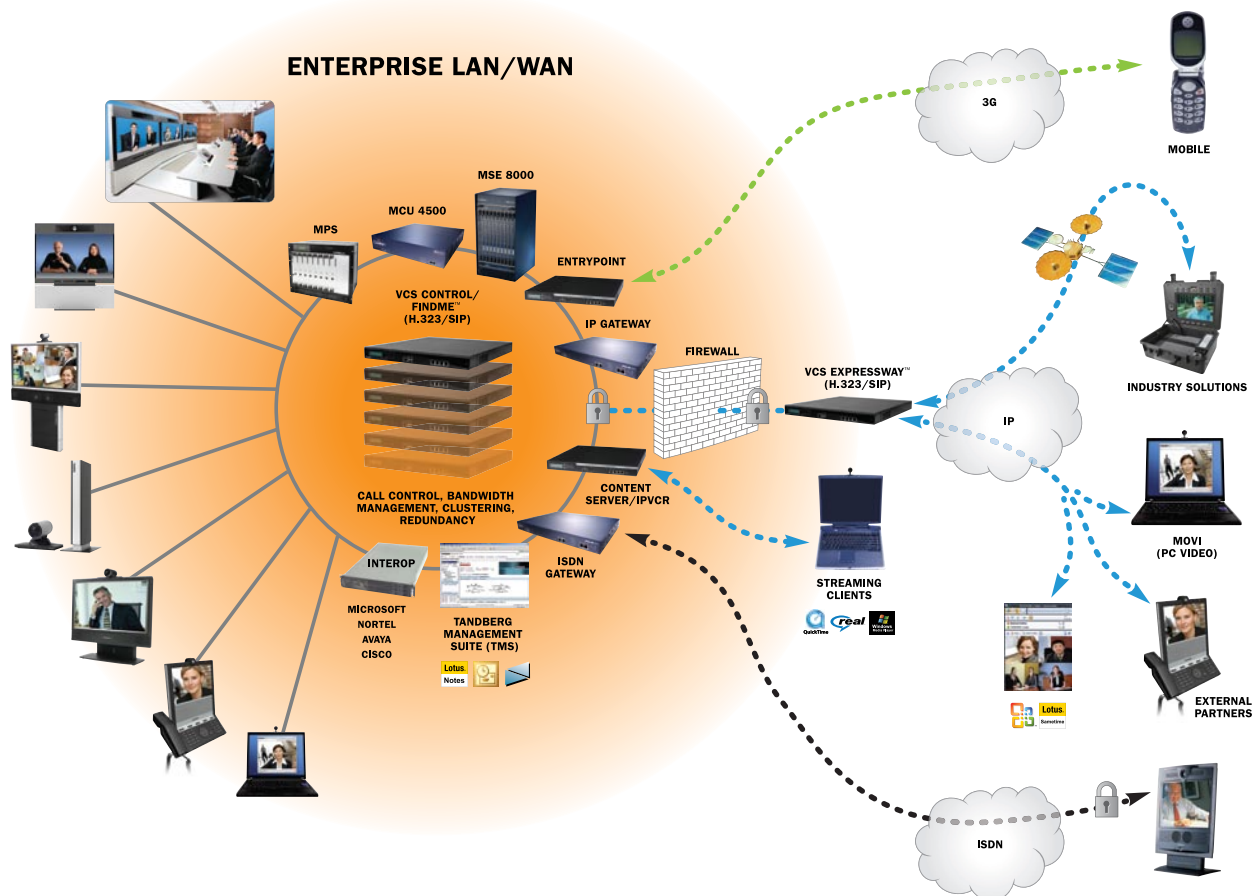 ENTERPRISE LAN/WAN
3G
MOBILE
MSE 8000
MCU 4500
MPS
ENTRYPOINT
VCS CONTROL/
FINDME™
(H.323/SIP)
IP GATEWAY
FIREWALL
VCS EXPRESSWAY™
(H.323/SIP)
INDUSTRY SOLUTIONS
IP
CONTENT
SERVER/IPVCR
CALL CONTROL, BANDWIDTH
MANAGEMENT, CLUSTERING,
REDUNDANCY
ISDN
GATEWAY
INTEROP
MICROSOFT
NORTEL
AVAYA
CISCO
TANDBERG
MANAGEMENT
SUITE (TMS)
Lotus.
Notes
STREAMING
CLIENTS
QuickTime
real
Windows
Media Player
MOVI
(PC VIDEO)
Lotus.
Sametime
EXTERNAL
PARTNERS
ISDN